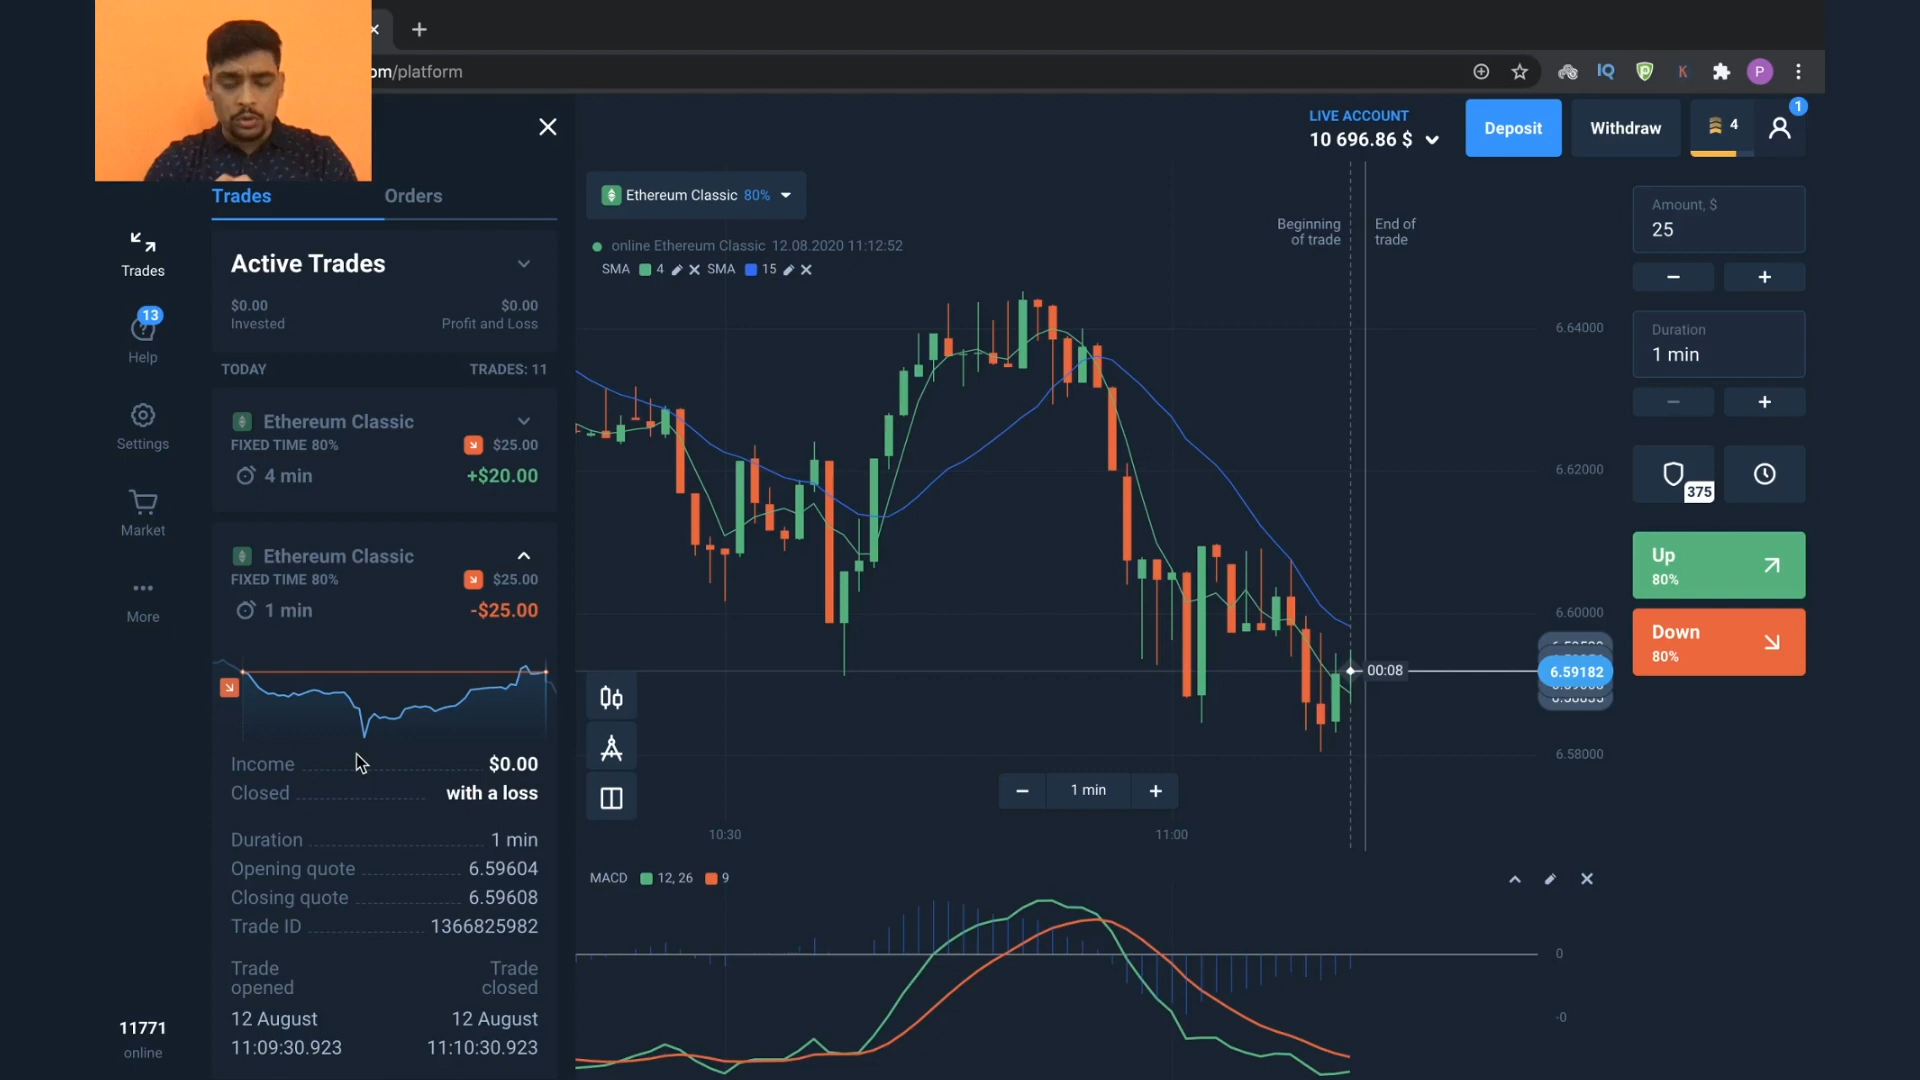 om/platform
IQ
K
P
LIVE ACCOUNT
10 696.86 $
Deposit
Withdraw
4
1
Trades
Orders
Trades
13
Help
Settings
Market
More
11771
online
Active Trades
$0.00
$0.00
Invested
Profit and Loss
TODAY
TRADES: 11
Ethereum Classic
FIXED TIME 80%
$25.00
4 min
+$20.00
Ethereum Classic
FIXED TIME 80%
$25.00
1 min
-$25.00
Income
$0.00
Closed
with a loss
Duration
1 min
Opening quote
6.59604
Closing quote
6.59608
Trade ID
1366825982
Trade
opened
Trade
closed
12 August
12 August
11:09:30.923
11:10:30.923
Ethereum Classic 80%
online Ethereum Classic 12.08.2020 11:12:52
SMA 4 SMA 15
Beginning
of trade
End of
trade
6.64000
6.62000
6.60000
6.59182
6.58000
00:08
1 min
10:30
11:00
MACD 12, 26 9
0
-0
Amount, $
25
Duration
1 min
375
Up
80%
Down
80%